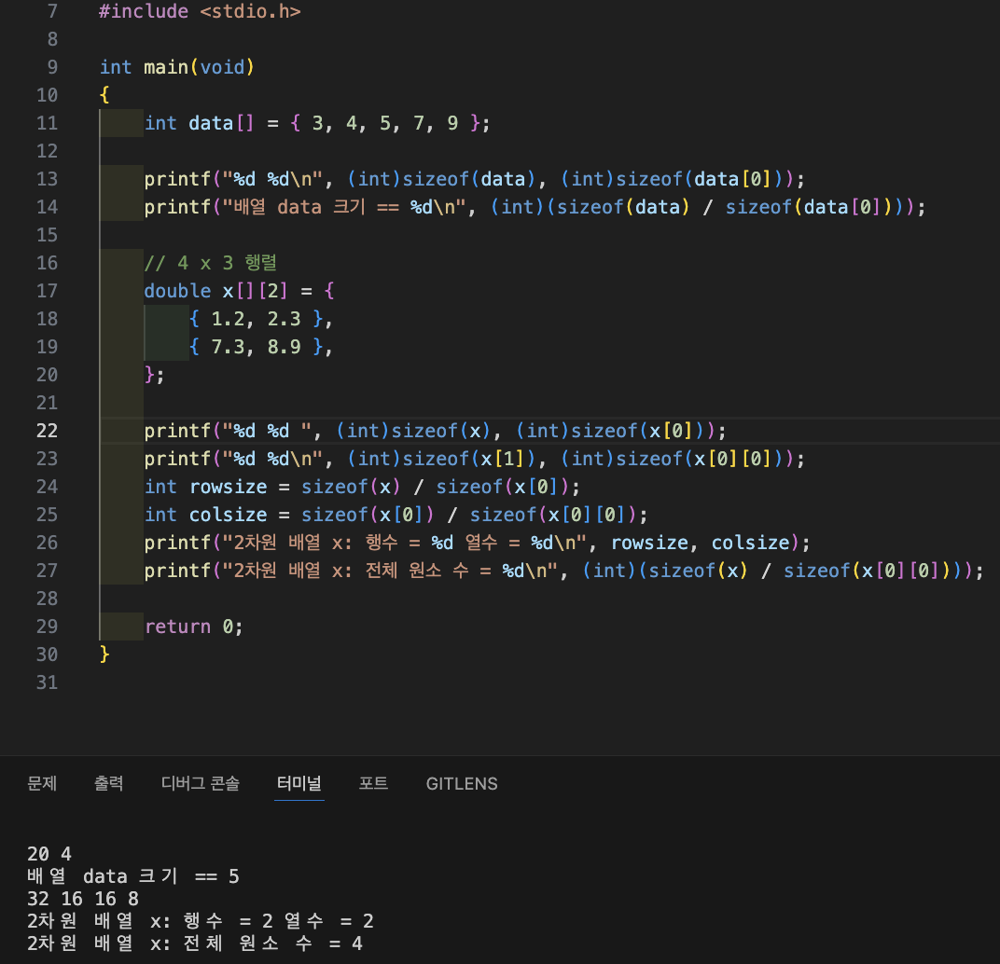 7 #include <stdio.h>
8
9 int main(void)
10 {
11 int data[] = { 3, 4, 5, 7, 9 };
12
13 printf("%d %d\n", (int)sizeof(data), (int)sizeof(data[0]));
14 printf("배열 data 크기 == %d\n", (int)(sizeof(data) / sizeof(data[0])));
15
16 // 4 x 3 행렬
17 double x[][2] = {
18 { 1.2, 2.3 },
19 { 7.3, 8.9 },
20 };
21
22 printf("%d %d ", (int)sizeof(x), (int)sizeof(x[0]));
23 printf("%d %d\n", (int)sizeof(x[1]), (int)sizeof(x[0][0]));
24 int rowsize = sizeof(x) / sizeof(x[0]);
25 int colsize = sizeof(x[0]) / sizeof(x[0][0]);
26 printf("2차원 배열 x: 행수 = %d 열수 = %d\n", rowsize, colsize);
27 printf("2차원 배열 x: 전체 원소 수 = %d\n", (int)(sizeof(x) / sizeof(x[0][0])));
28
29 return 0;
30 }
31
문제 출력 디버그 콘솔 터미널 포트 GITLENS
20 4
배열 data 크기 == 5
32 16 16 8
2차원 배열 x: 행수 = 2 열수 = 2
2차원 배열 x: 전체 원소 수 = 4